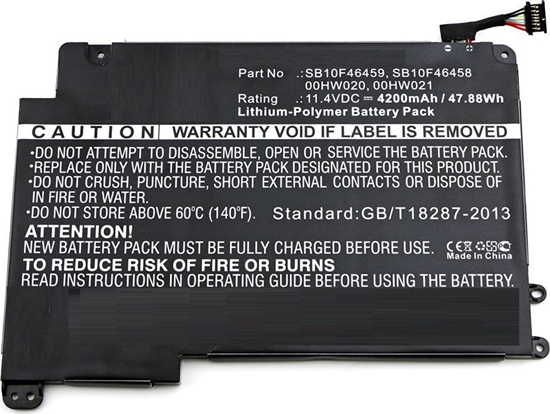 Part No :SB10F46459, SB10F46458
00HW020, 00HW021
Rating :11.4VDC 4200mAh / 47.88Wh
Lithium-Polymer Battery Pack
CAUTION WARRANTY VOID IF LABEL IS REMOVED
•DO NOT ATTEMPT TO DISASSEMBLE, OPEN OR SERVICE THE BATTERY PACK.
•REPLACE ONLY WITH THE PACK DESIGNATED FOR THIS PRODUCT.
•DO NOT CRUSH, PUNCTURE, SHORT EXTERNAL CONTACTS OR DISPOSE OF
IN FIRE OR WATER.
•DO NOT STORE ABOVE 60°C (140°F). Standard:GB/T18287-2013
ATTENTION!
NEW BATTERY PACK MUST BE FULLY CHARGED BEFORE USE.
TO REDUCE RISK OF FIRE OR BURNS
READ INSTRUCTIONS IN OPERATING GUIDE BEFORE USING BATTERY.
CE
Made In China